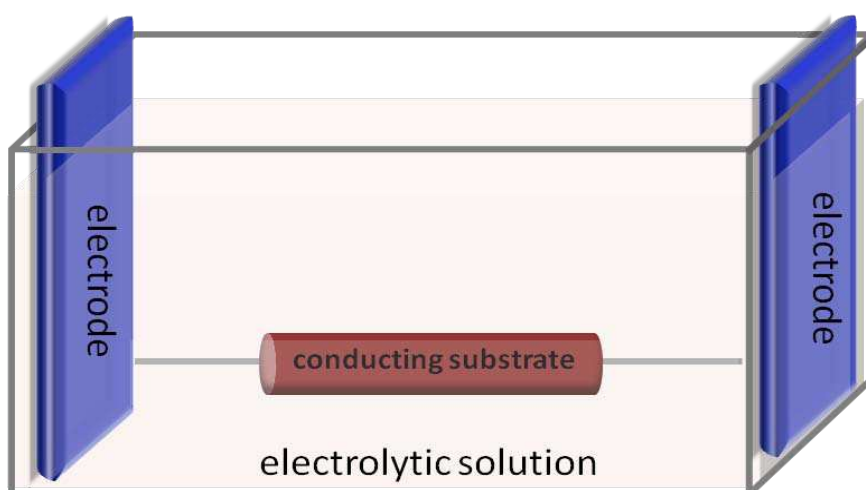 electrode
electrode
conducting substrate
electrolytic solution